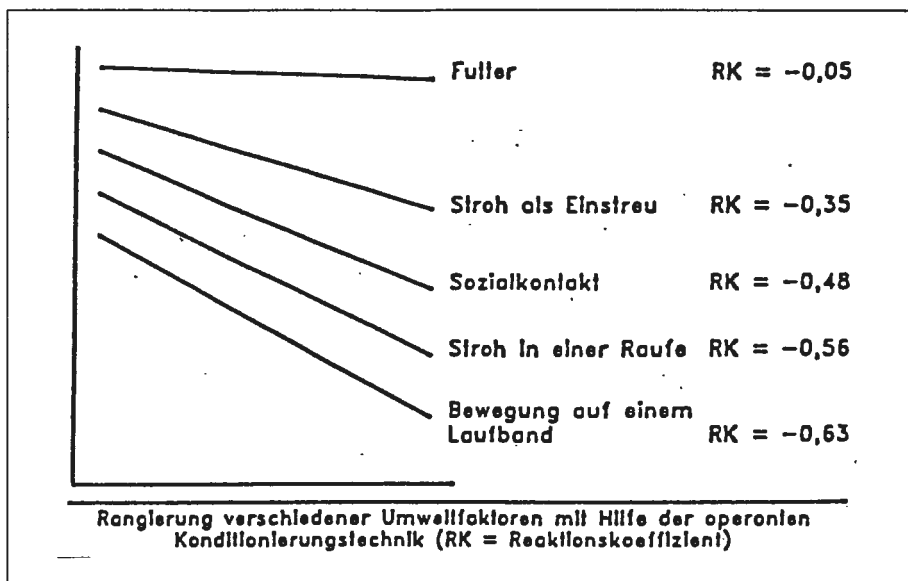 Futter RK = -0,05
Stroh als Einstreu RK = -0,35
Sozialkontakt RK = -0,48
Stroh in einer Raufe RK = -0,56
Bewegung auf einem
Laufband RK = -0,63
Rangierung verschiedener Umweltfaktoren mit Hilfe der operanten
Konditionierungstechnik (RK = Reaktionskoeffizient)